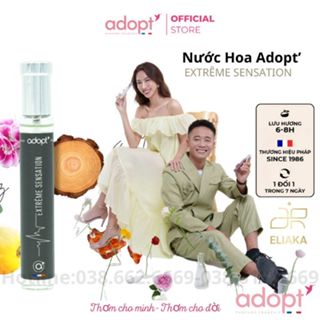 adopt'
OFFICIAL
STORE
Nước Hoa Adopt'
EXTRÊME SENSATION
adopt'
EXTRÊME SENSATION
LƯU HƯƠNG
6-8H
THƯƠNG HIỆU PHÁP
SINCE 1986
1 ĐỔI 1
TRONG 7 NGÀY
ELIAKA
Thơm cho mình - Thơm cho đời
adopt'